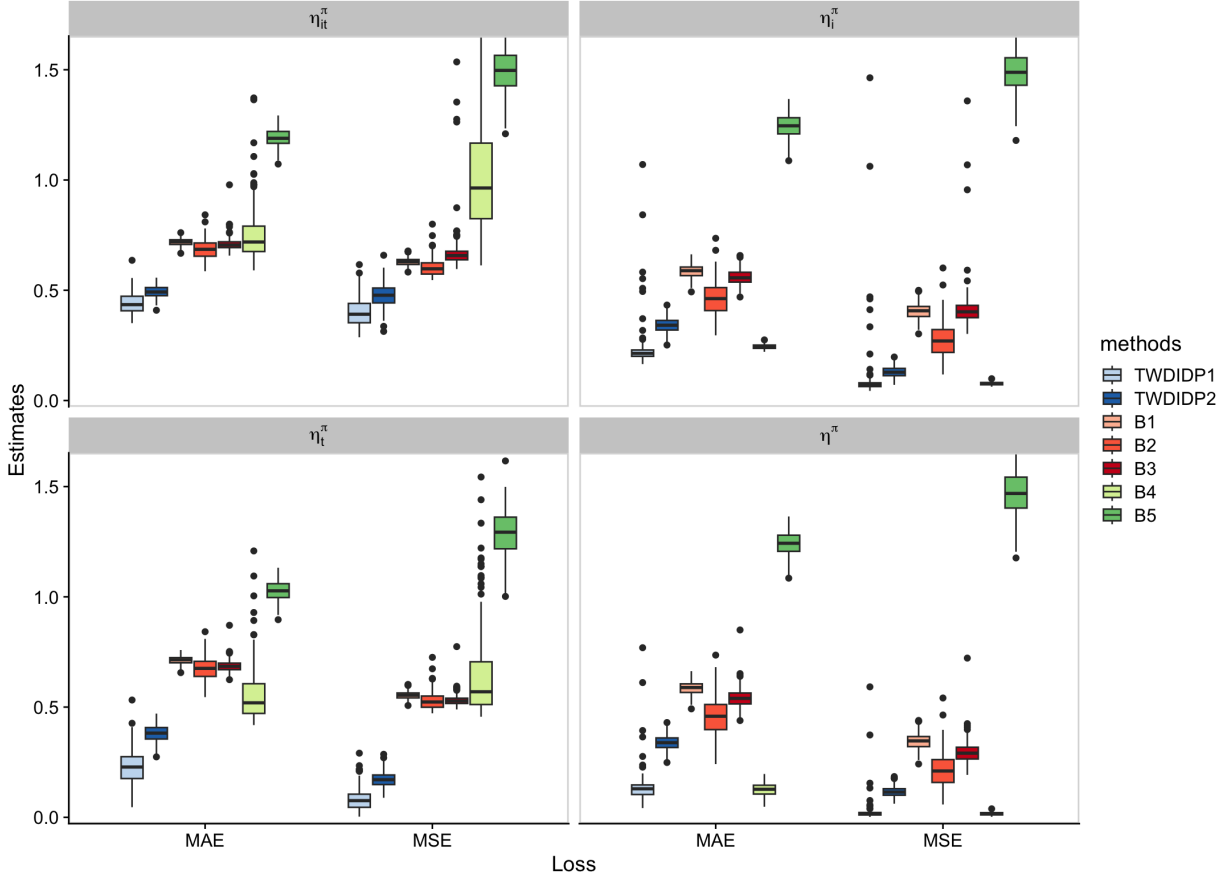 η_it^π
η_i^π
1.5
1.0
0.5
0.0
η_t^π
η^π
1.5
1.0
0.5
0.0
Estimates
MAE
MSE
MAE
MSE
Loss
methods
TWDIDP1
TWDIDP2
B1
B2
B3
B4
B5